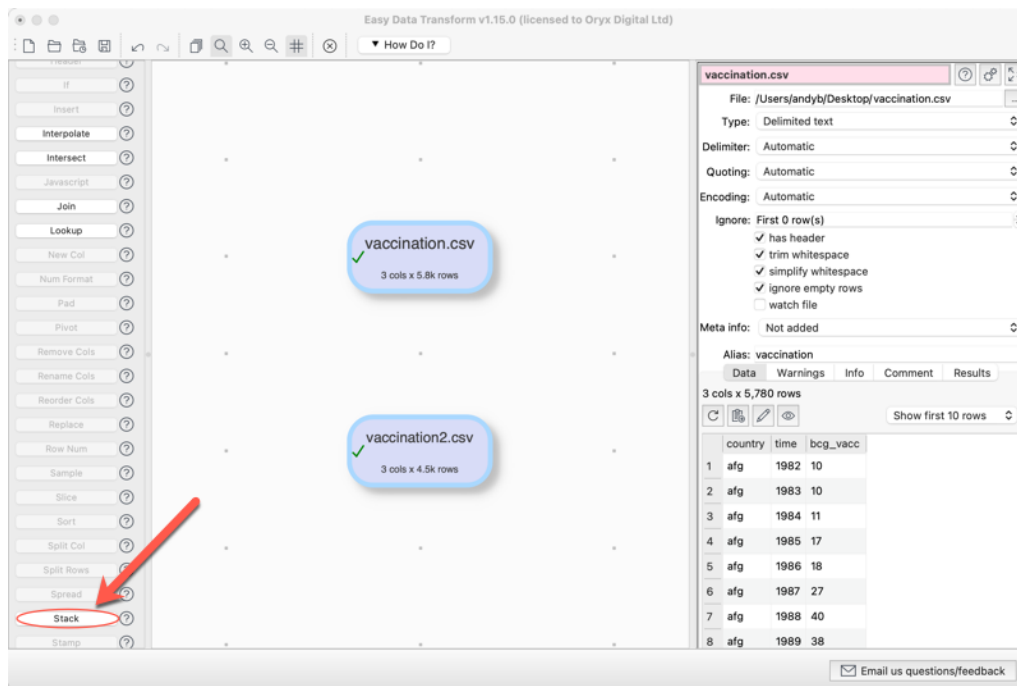 Easy Data Transform v1.15.0 (licensed to Oryx Digital Ltd)
▼ How Do I?
Header
If
Insert
Interpolate
Intersect
Javascript
Join
Lookup
New Col
Num Format
Pad
Pivot
Remove Cols
Rename Cols
Reorder Cols
Replace
Row Num
Sample
Slice
Sort
Split Col
Split Rows
Spread
Stack
Stamp
vaccination.csv
3 cols x 5.8k rows
vaccination2.csv
3 cols x 4.5k rows
vaccination.csv
File: /Users/andyb/Desktop/vaccination.csv ...
Type: Delimited text
Delimiter: Automatic
Quoting: Automatic
Encoding: Automatic
Ignore: First 0 row(s)
has header
trim whitespace
simplify whitespace
ignore empty rows
watch file
Meta info: Not added
Alias: vaccination
Data Warnings Info Comment Results
3 cols x 5,780 rows
Show first 10 rows
country time bcg_vacc
1 afg 1982 10
2 afg 1983 10
3 afg 1984 11
4 afg 1985 17
5 afg 1986 18
6 afg 1987 27
7 afg 1988 40
8 afg 1989 38
Email us questions/feedback